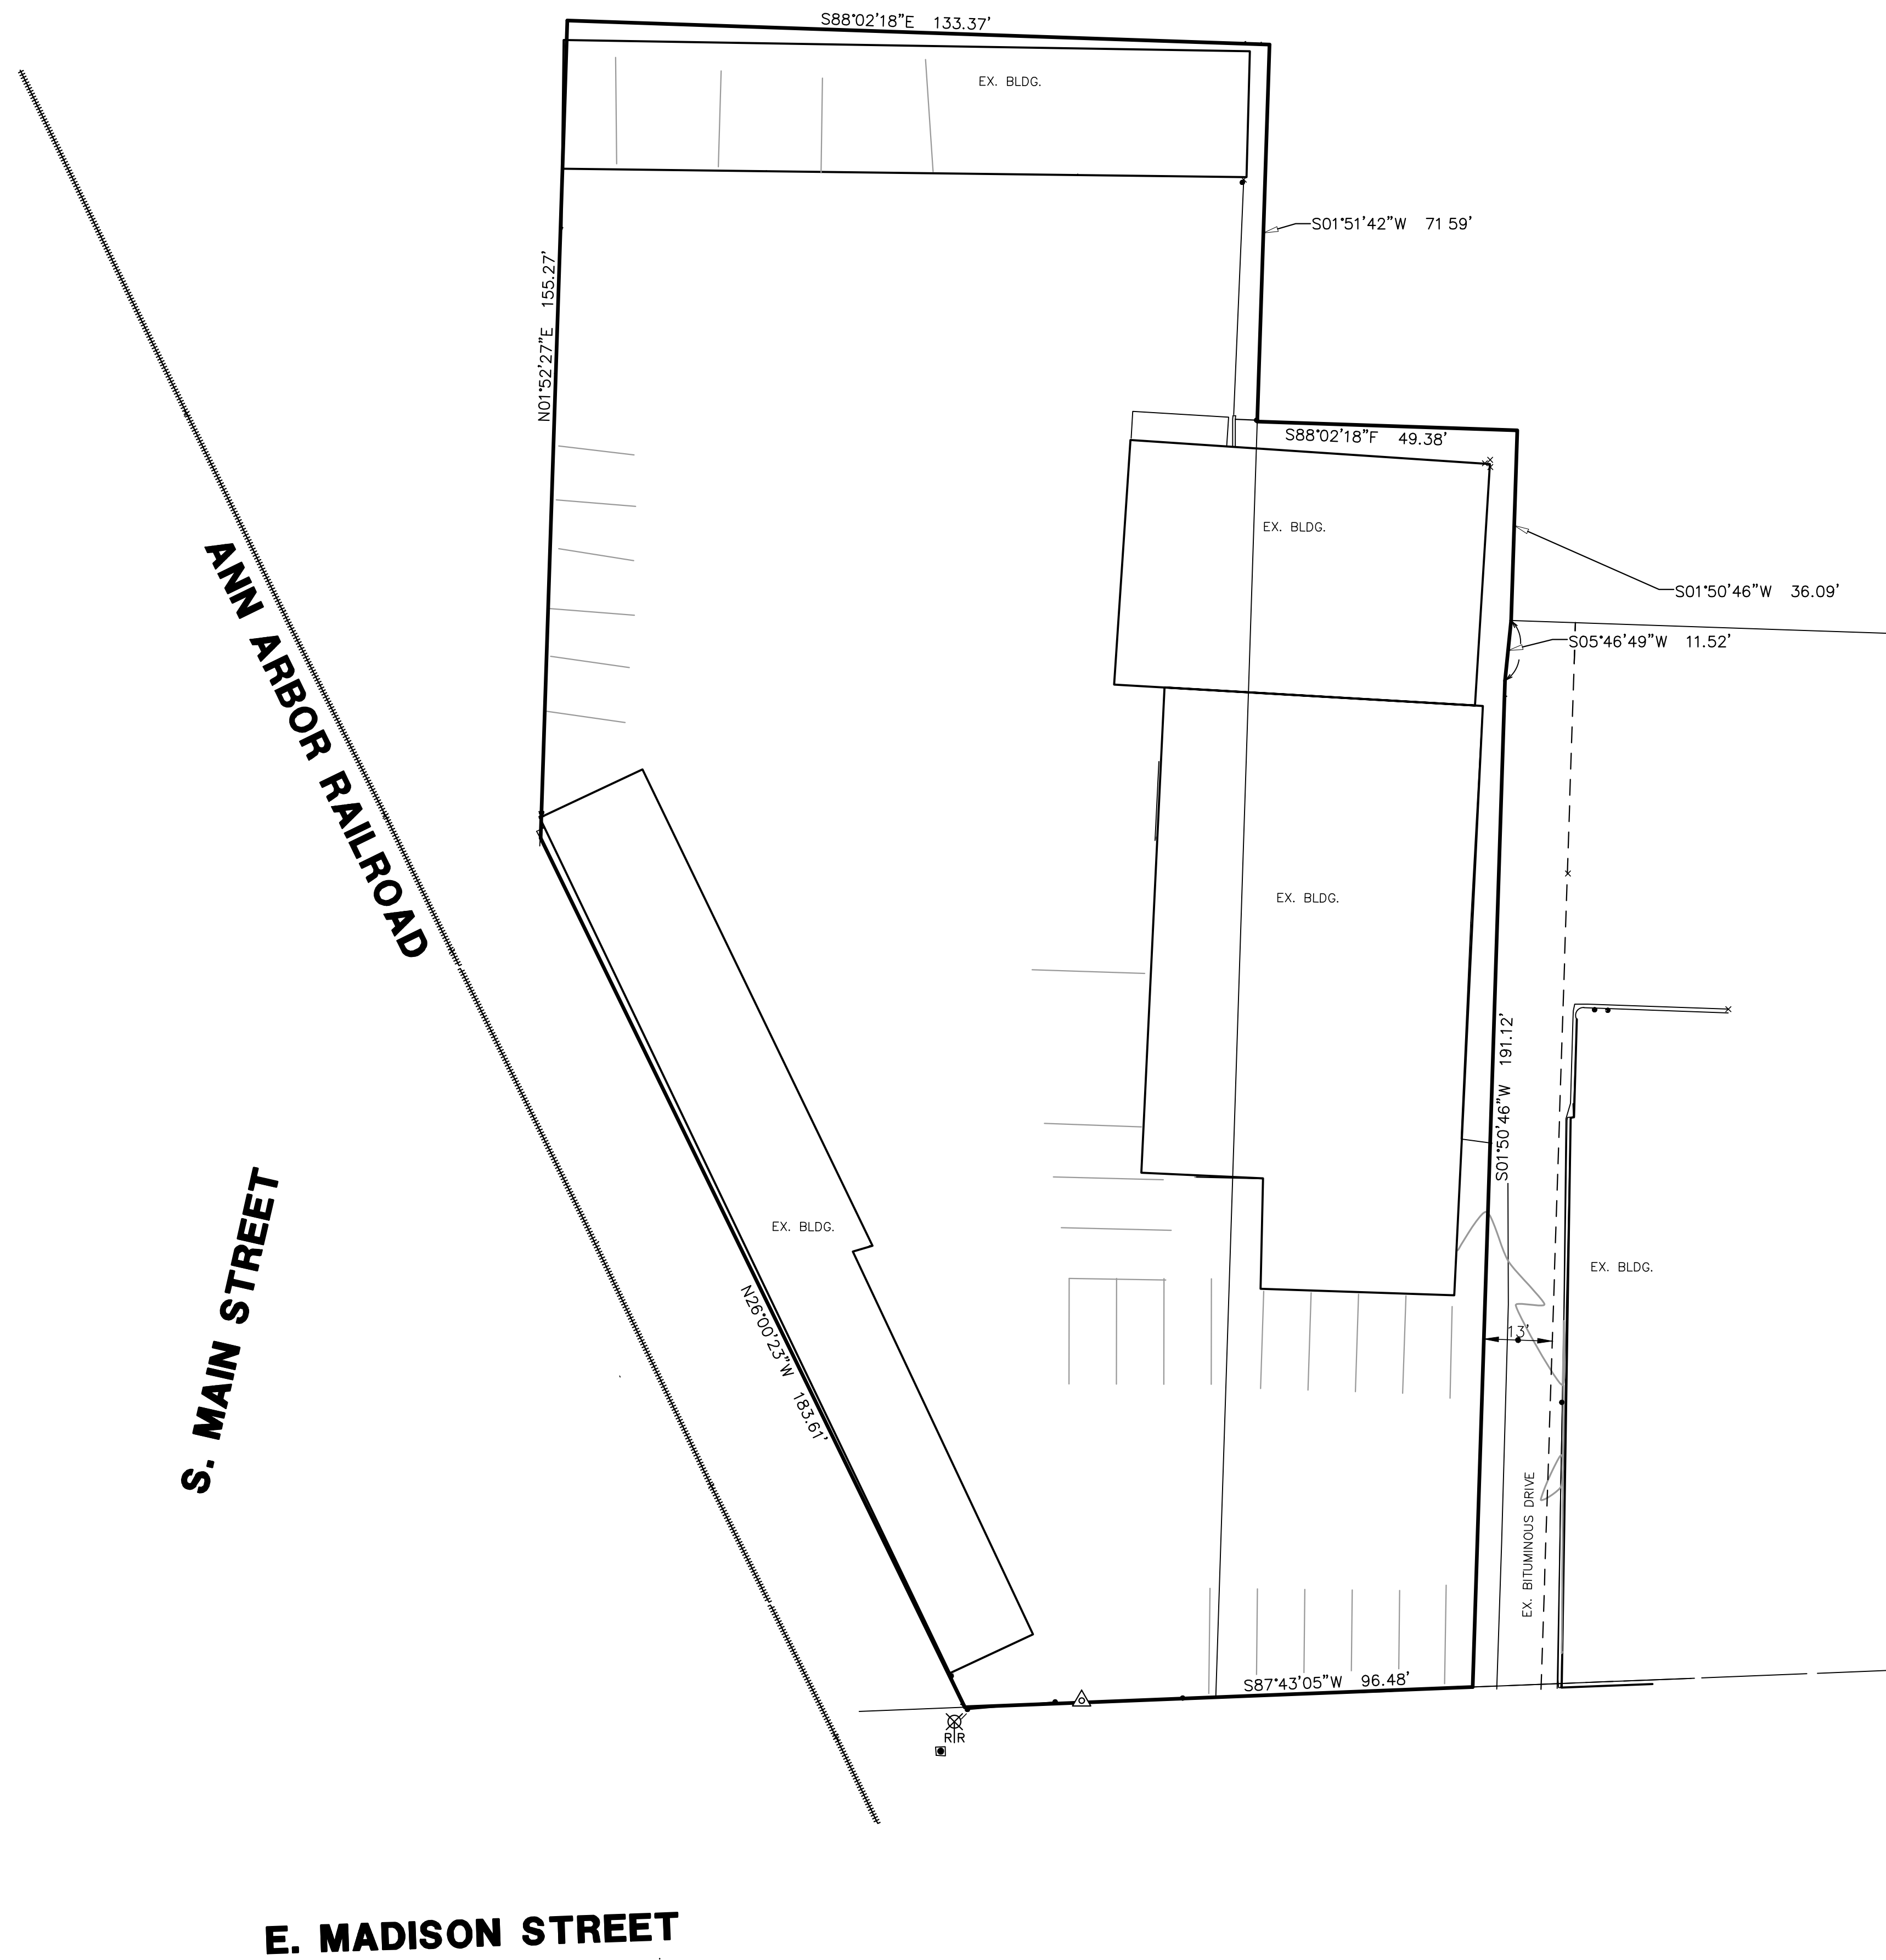 S88°02'18"E 133.37'
EX. BLDG.
S01°51'42"W 71 59'
N01°52'27"E 155.27'
S88°02'18"F 49.38'
EX. BLDG.
S01°50'46"W 36.09'
S05°46'49"W 11.52'
ANN ARBOR RAILROAD
EX. BLDG.
S01°50'46"W 191.12'
S. MAIN STREET
EX. BLDG.
EX. BLDG.
N26°00'23"W 183.61'
13'
EX. BITUMINOUS DRIVE
S87°43'05"W 96.48'
RR
E. MADISON STREET